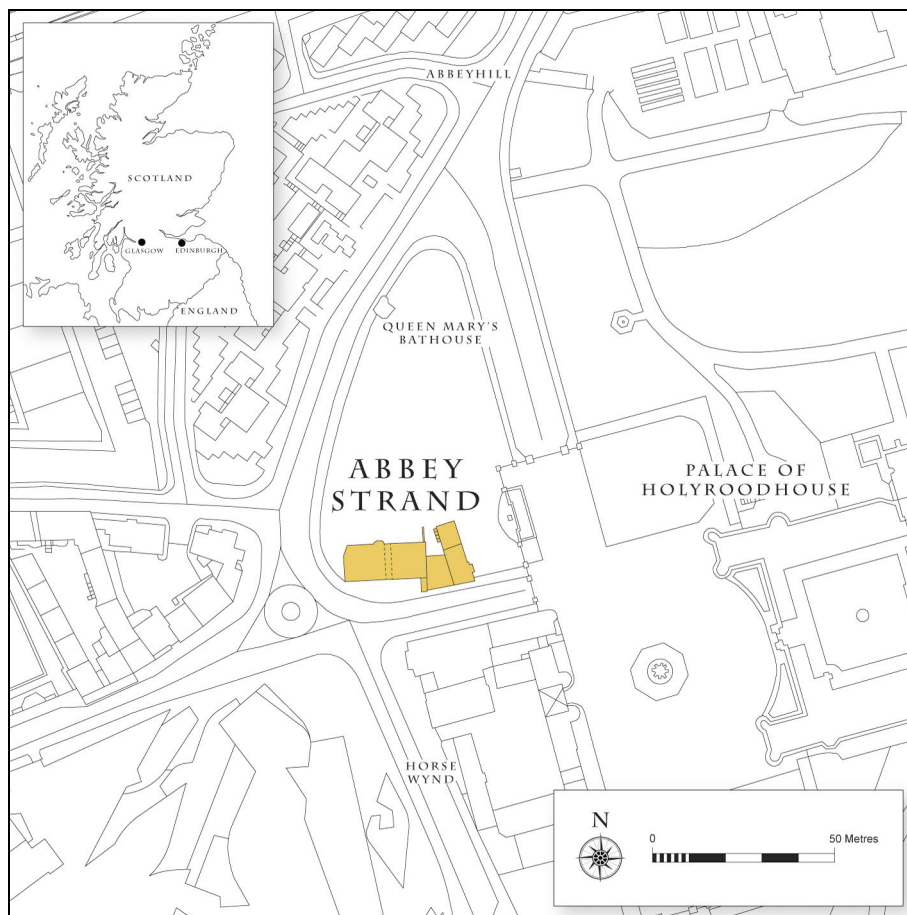 ABBEYHILL
SCOTLAND
GLASGOW
EDINBURGH
ENGLAND
QUEEN MARY'S
BATHOUSE
ABBEY
STRAND
PALACE OF
HOLYROODHOUSE
HORSE
WYND
N
0
50 Metres